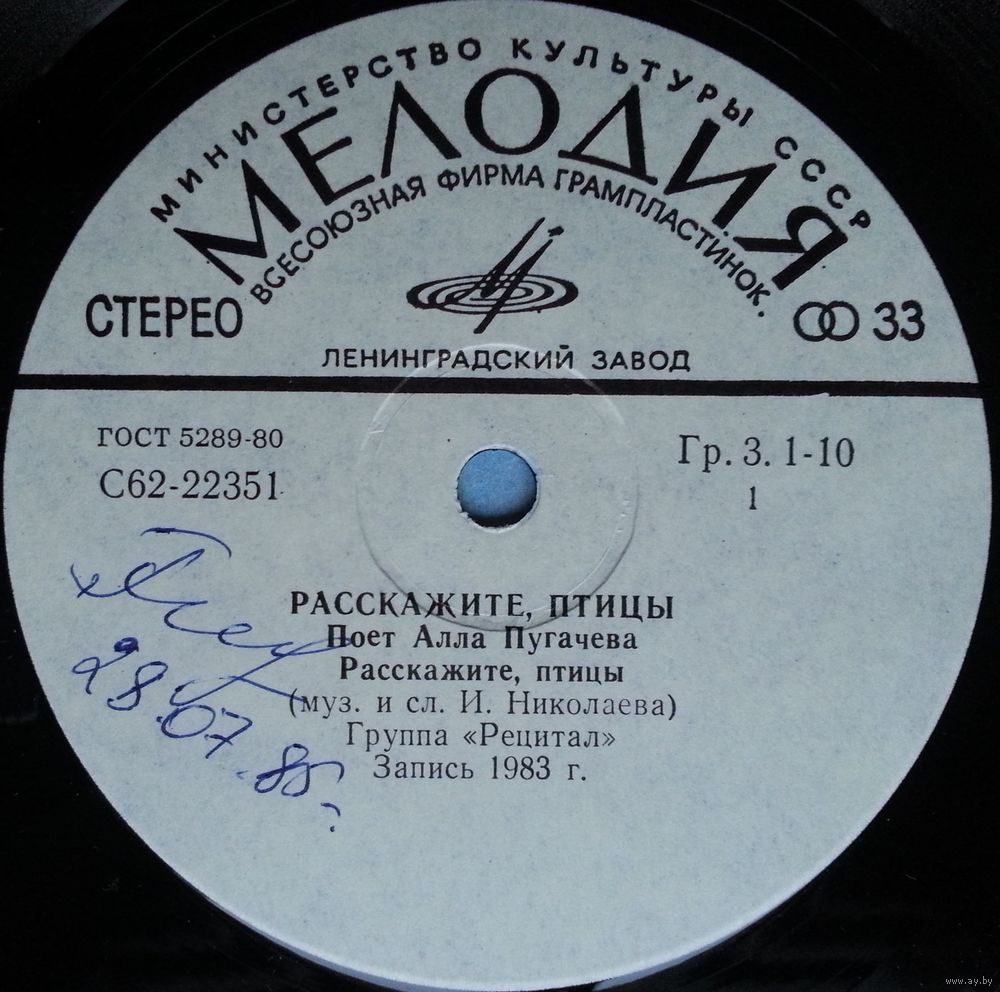 МИНИСТЕРСТВО КУЛЬТУРЫ СССР
МЕЛОДИЯ
ВСЕСОЮЗНАЯ ФИРМА ГРАМПЛАСТИНОК.
СТЕРЕО
33
ЛЕНИНГРАДСКИЙ ЗАВОД
ГОСТ 5289-80
Гр. 3. 1-10
С62-22351
1
РАССКАЖИТЕ, ПТИЦЫ
Поет Алла Пугачева
Расскажите, птицы
(муз. и сл. И. Николаева)
Группа «Рецитал»
Запись 1983 г.
28.07.85г.
www.ay.by